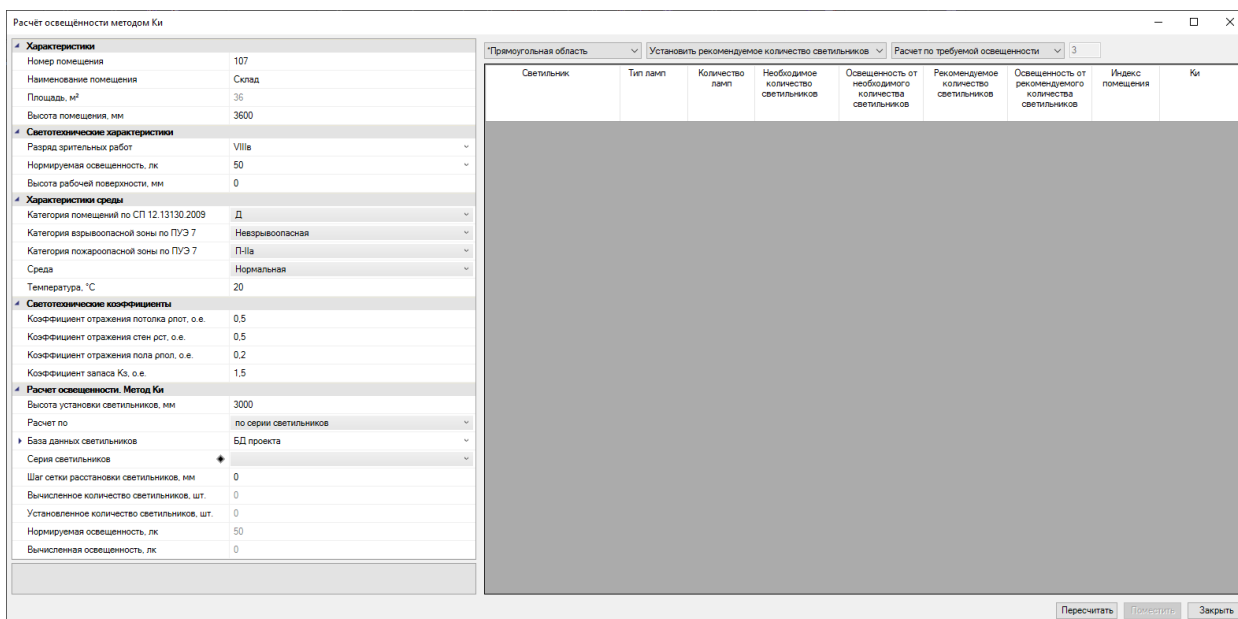 Расчёт освещённости методом Ки
Характеристики
Номер помещения 107
Наименование помещения Склад
Площадь, м² 36
Высота помещения, мм 3600
Светотехнические характеристики
Разряд зрительных работ VIIIв
Нормируемая освещенность, лк 50
Высота рабочей поверхности, мм 0
Характеристики среды
Категория помещений по СП 12.13130.2009 Д
Категория взрывоопасной зоны по ПУЭ 7 Невзрывоопасная
Категория пожароопасной зоны по ПУЭ 7 П-IIа
Среда Нормальная
Температура, °C 20
Светотехнические коэффициенты
Коэффициент отражения потолка ρпот, о.е. 0,5
Коэффициент отражения стен ρст, о.е. 0,5
Коэффициент отражения пола ρпол, о.е. 0,2
Коэффициент запаса Kз, о.е. 1,5
Расчет освещенности. Метод Ки
Высота установки светильников, мм 3000
Расчет по по серии светильников
База данных светильников БД проекта
Серия светильников
Шаг сетки расстановки светильников, мм 0
Вычисленное количество светильников, шт. 0
Установленное количество светильников, шт. 0
Нормируемая освещенность, лк 50
Вычисленная освещенность, лк 0
*Прямоугольная область Установить рекомендуемое количество светильников Расчет по требуемой освещенности 3
Светильник Тип ламп Количество ламп Необходимое количество светильников Освещенность от необходимого количества светильников Рекомендуемое количество светильников Освещенность от рекомендуемого количества светильников Индекс помещения Ки
Пересчитать Поместить Закрыть